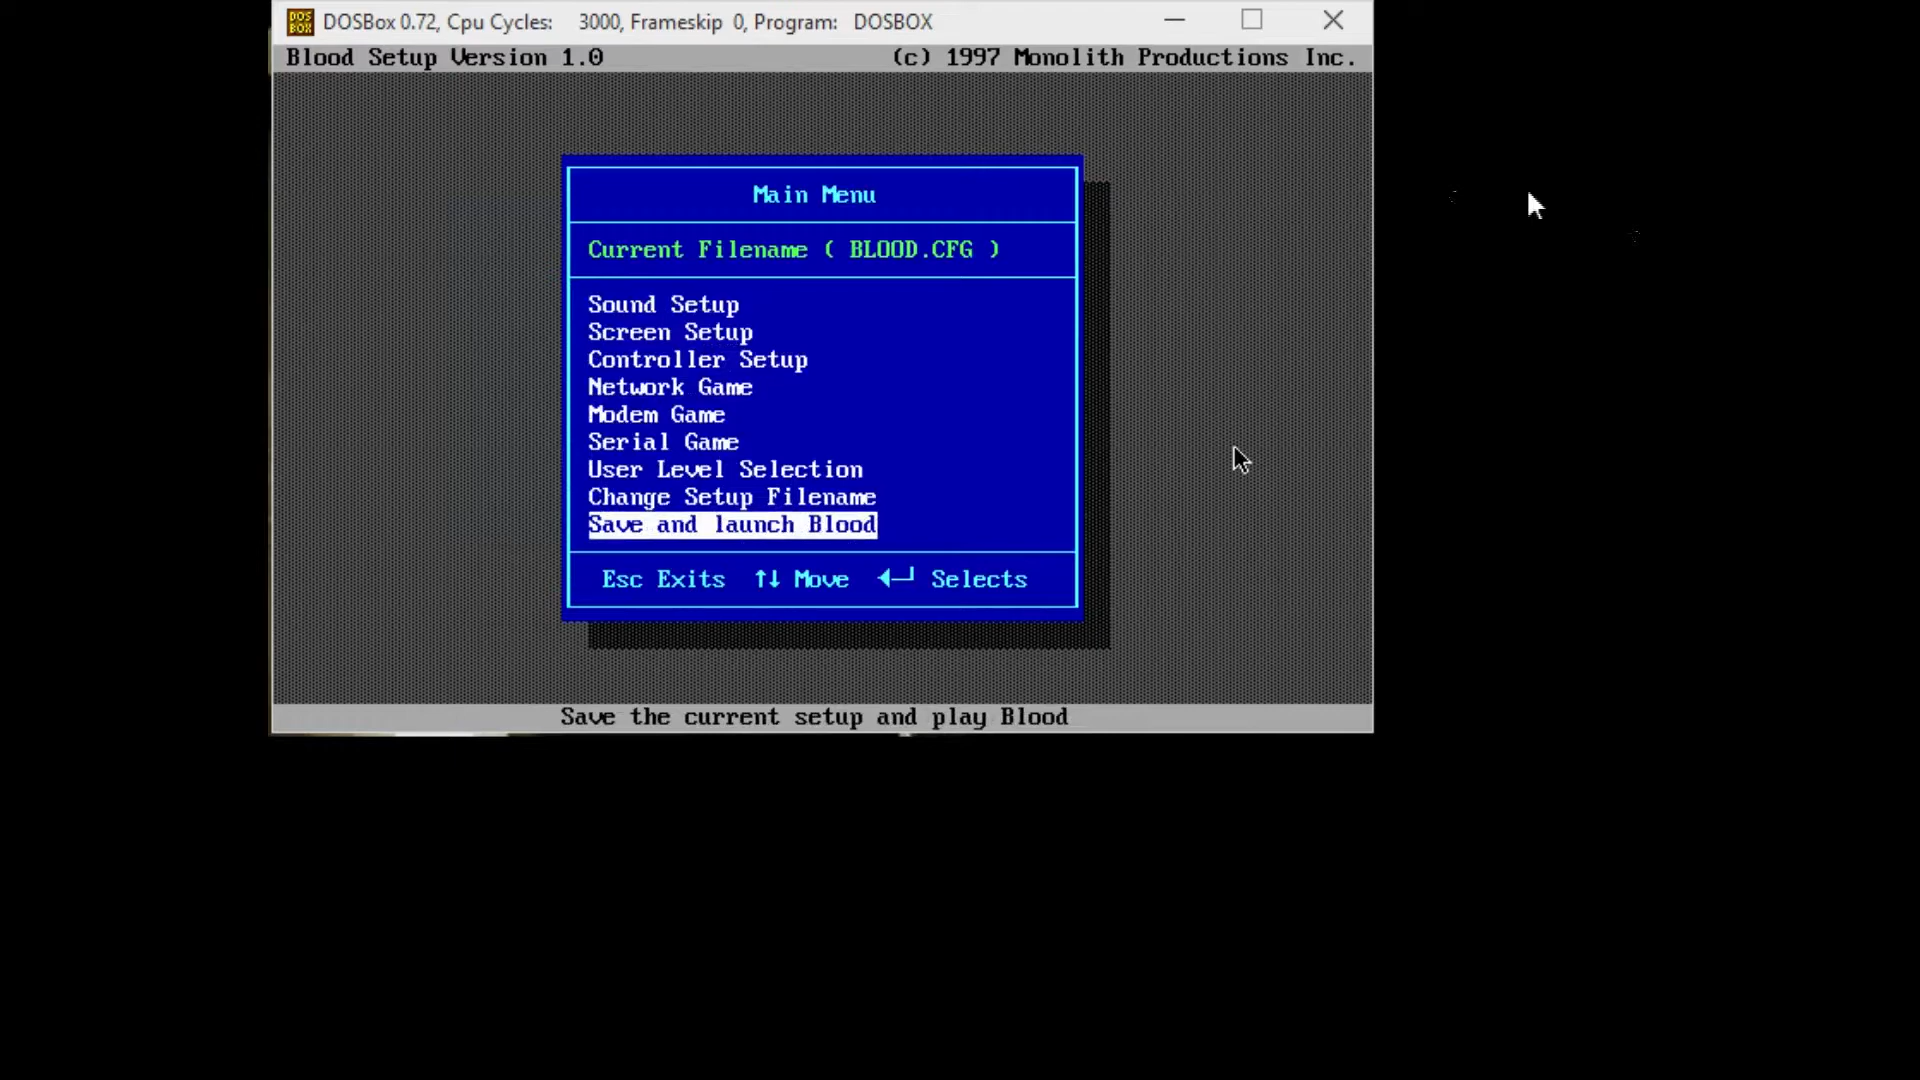 DOS BOX
DOSBox 0.72, Cpu Cycles: 3000, Frameskip 0, Program: DOSBOX
Blood Setup Version 1.0 (c) 1997 Monolith Productions Inc.
Main Menu
Current Filename ( BLOOD.CFG )
Sound Setup
Screen Setup
Controller Setup
Network Game
Modem Game
Serial Game
User Level Selection
Change Setup Filename
Save and launch Blood
Esc Exits ↑↓ Move ◄─┘ Selects
Save the current setup and play Blood